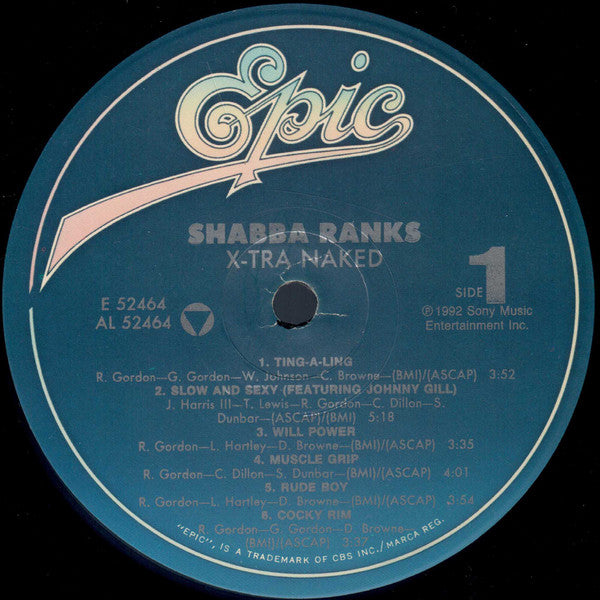 Epic
SHABBA RANKS
X-TRA NAKED
E 52464
AL 52464
SIDE 1
℗ 1992 Sony Music
Entertainment Inc.
1. TING-A-LING
R. Gordon—G. Gordon—W. Johnson—C. Browne—(BMI)/(ASCAP) 3:52
2. SLOW AND SEXY (FEATURING JOHNNY GILL)
J. Harris III—T. Lewis—R. Gordon—C. Dillon—S.
Dunbar—(ASCAP)/(BMI) 5:18
3. WILL POWER
R. Gordon—L. Hartley—D. Browne—(BMI)/(ASCAP) 3:35
4. MUSCLE GRIP
R. Gordon—C. Dillon—S. Dunbar—(BMI)/(ASCAP) 4:01
5. RUDE BOY
R. Gordon—L. Hartley—D. Browne—(BMI)/(ASCAP) 3:54
6. COCKY RIM
R. Gordon—G. Gordon—D. Browne—
(BMI)/(ASCAP) 3:37
"EPIC", IS A TRADEMARK OF CBS INC./MARCA REG.